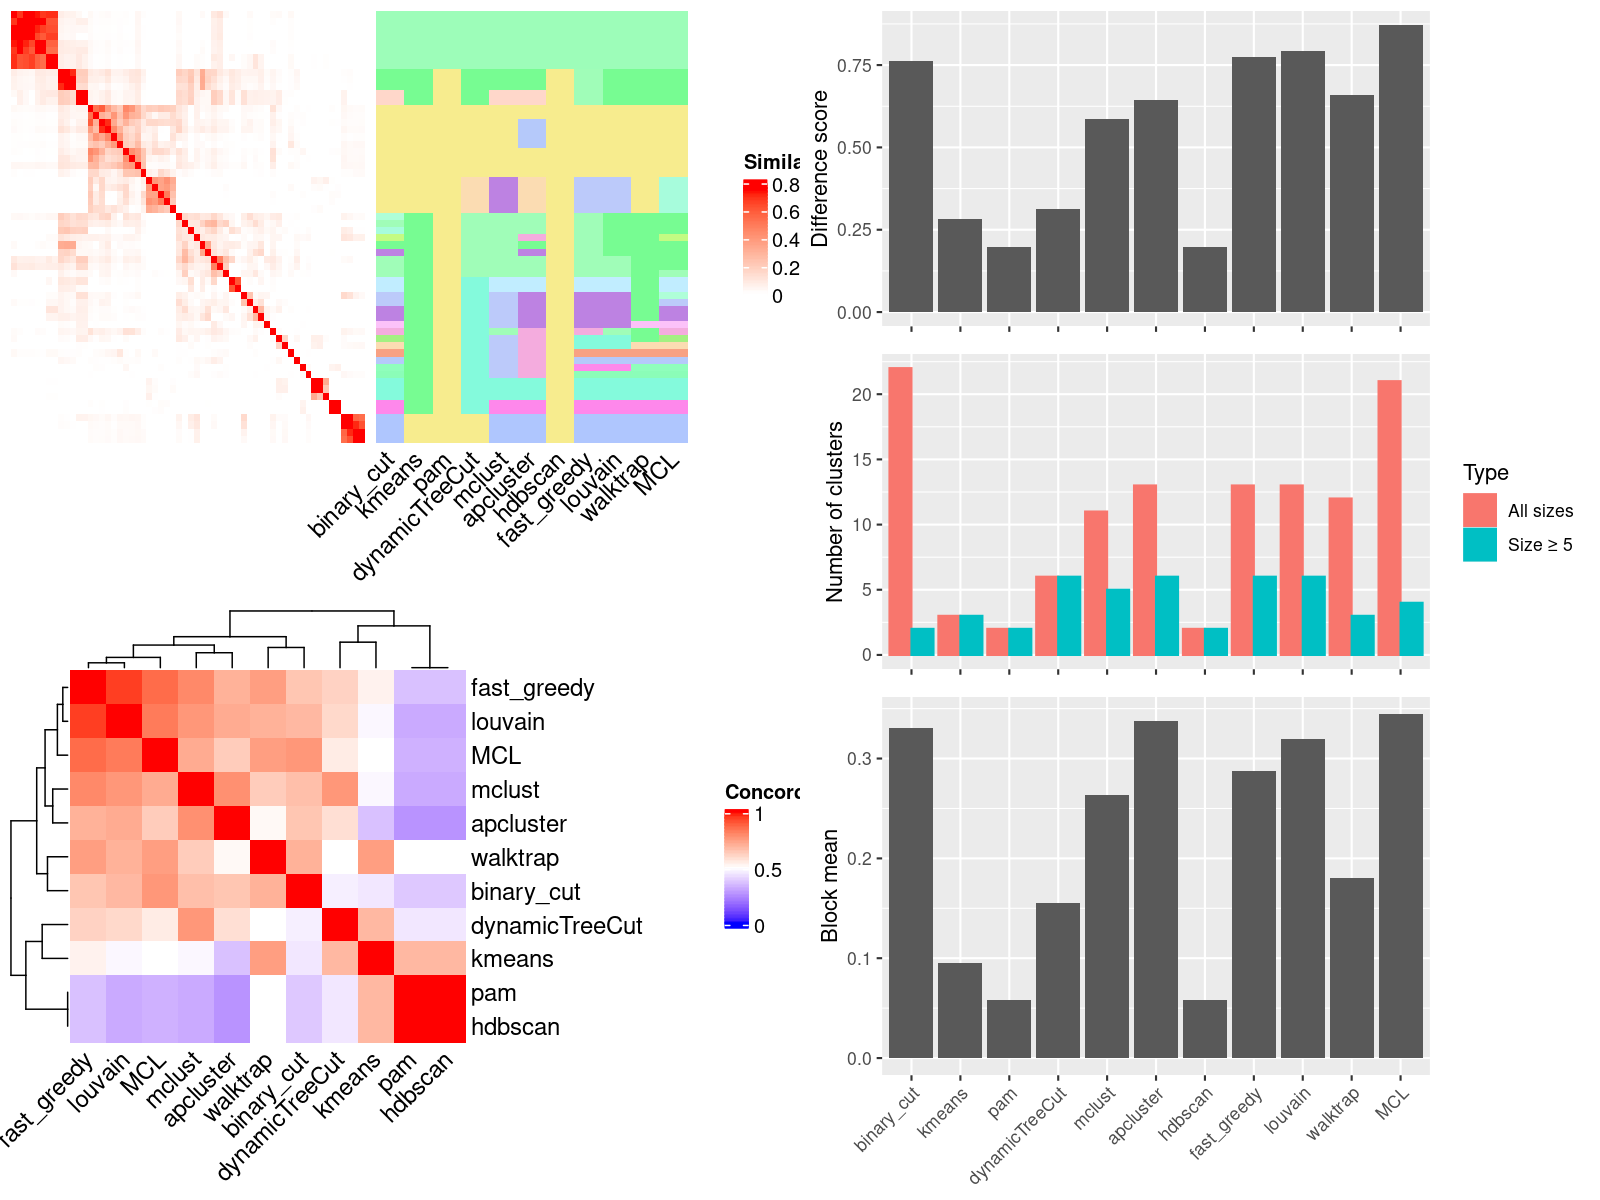 Simila
0.8
0.6
0.4
0.2
0
binary_cut
kmeans
pam
dynamicTreeCut
mclust
apcluster
hdbscan
fast_greedy
louvain
walktrap
MCL
fast_greedy
louvain
MCL
mclust
apcluster
walktrap
binary_cut
dynamicTreeCut
kmeans
pam
hdbscan
Concord
1
0.5
0
fast_greedy
louvain
MCL
mclust
apcluster
walktrap
binary_cut
dynamicTreeCut
kmeans
pam
hdbscan
Difference score
0.75
0.50
0.25
0.00
Number of clusters
20
15
10
5
0
Type
All sizes
Size ≥ 5
Block mean
0.3
0.2
0.1
0.0
binary_cut
kmeans
pam
dynamicTreeCut
mclust
apcluster
hdbscan
fast_greedy
louvain
walktrap
MCL